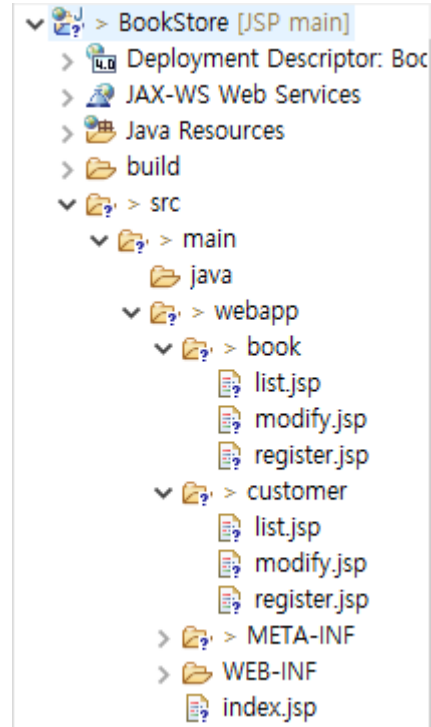 > BookStore [JSP main]
> Deployment Descriptor: Boo
> JAX-WS Web Services
> Java Resources
> build
> src
> main
java
> webapp
> book
list.jsp
modify.jsp
register.jsp
> customer
list.jsp
modify.jsp
register.jsp
> META-INF
> WEB-INF
index.jsp